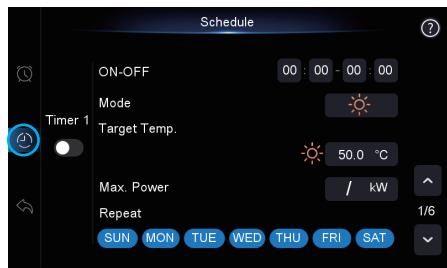 Schedule
?
ON-OFF 00 : 00 - 00 : 00
Mode
Timer 1
Target Temp.
50.0 °C
Max. Power / kW
Repeat 1/6
SUN MON TUE WED THU FRI SAT